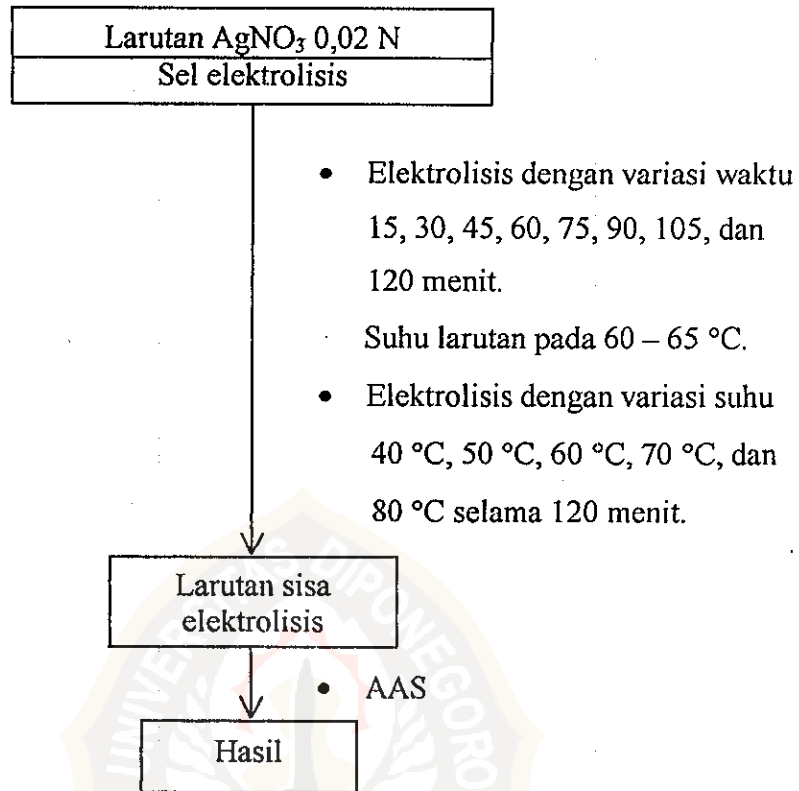 Larutan AgNO₃ 0,02 N
Sel elektrolisis
• Elektrolisis dengan variasi waktu
15, 30, 45, 60, 75, 90, 105, dan
120 menit.
Suhu larutan pada 60 – 65 °C.
• Elektrolisis dengan variasi suhu
40 °C, 50 °C, 60 °C, 70 °C, dan
80 °C selama 120 menit.
Larutan sisa
elektrolisis
• AAS
Hasil
UNIVERSITAS DIPONEGORO